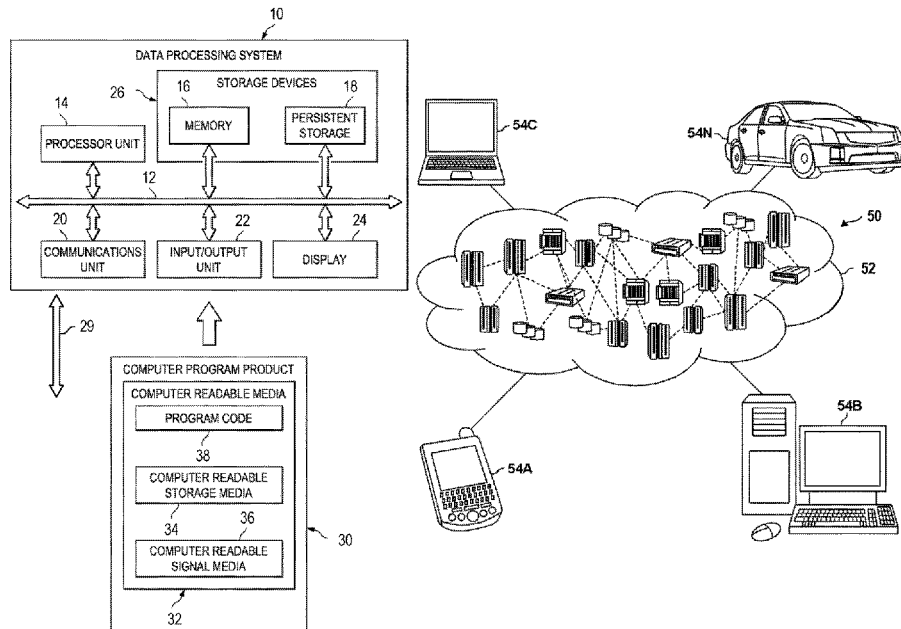 10
DATA PROCESSING SYSTEM
STORAGE DEVICES
26
16
18
14
MEMORY
PERSISTENT
STORAGE
PROCESSOR UNIT
12
20
22
24
COMMUNICATIONS
UNIT
INPUT/OUTPUT
UNIT
DISPLAY
29
COMPUTER PROGRAM PRODUCT
COMPUTER READABLE MEDIA
PROGRAM CODE
38
COMPUTER READABLE
STORAGE MEDIA
34
36
COMPUTER READABLE
SIGNAL MEDIA
30
32
54C
54N
50
52
54A
54B